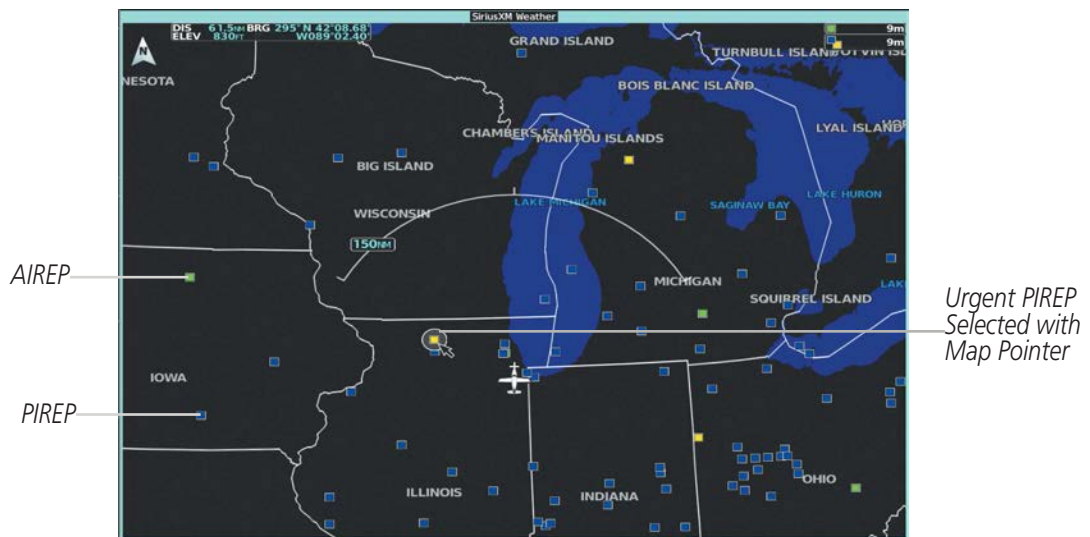 SiriusXM Weather
DIS 61.5NM BRG 295° N 42°08.68'
ELEV 830FT W089°02.40'
9m
9m
N
GRAND ISLAND
TURNBULL ISLAND
NESOTA
BOIS BLANC ISLAND
CHAMBERS ISLAND
MANITOU ISLANDS
LYAL ISLAND
BIG ISLAND
LAKE HURON
LAKE MICHIGAN
SAGINAW BAY
WISCONSIN
150NM
AIREP
MICHIGAN
LAKE
SQUIRREL ISLAND
Urgent PIREP
Selected with
Map Pointer
IOWA
PIREP
ILLINOIS
INDIANA
OHIO